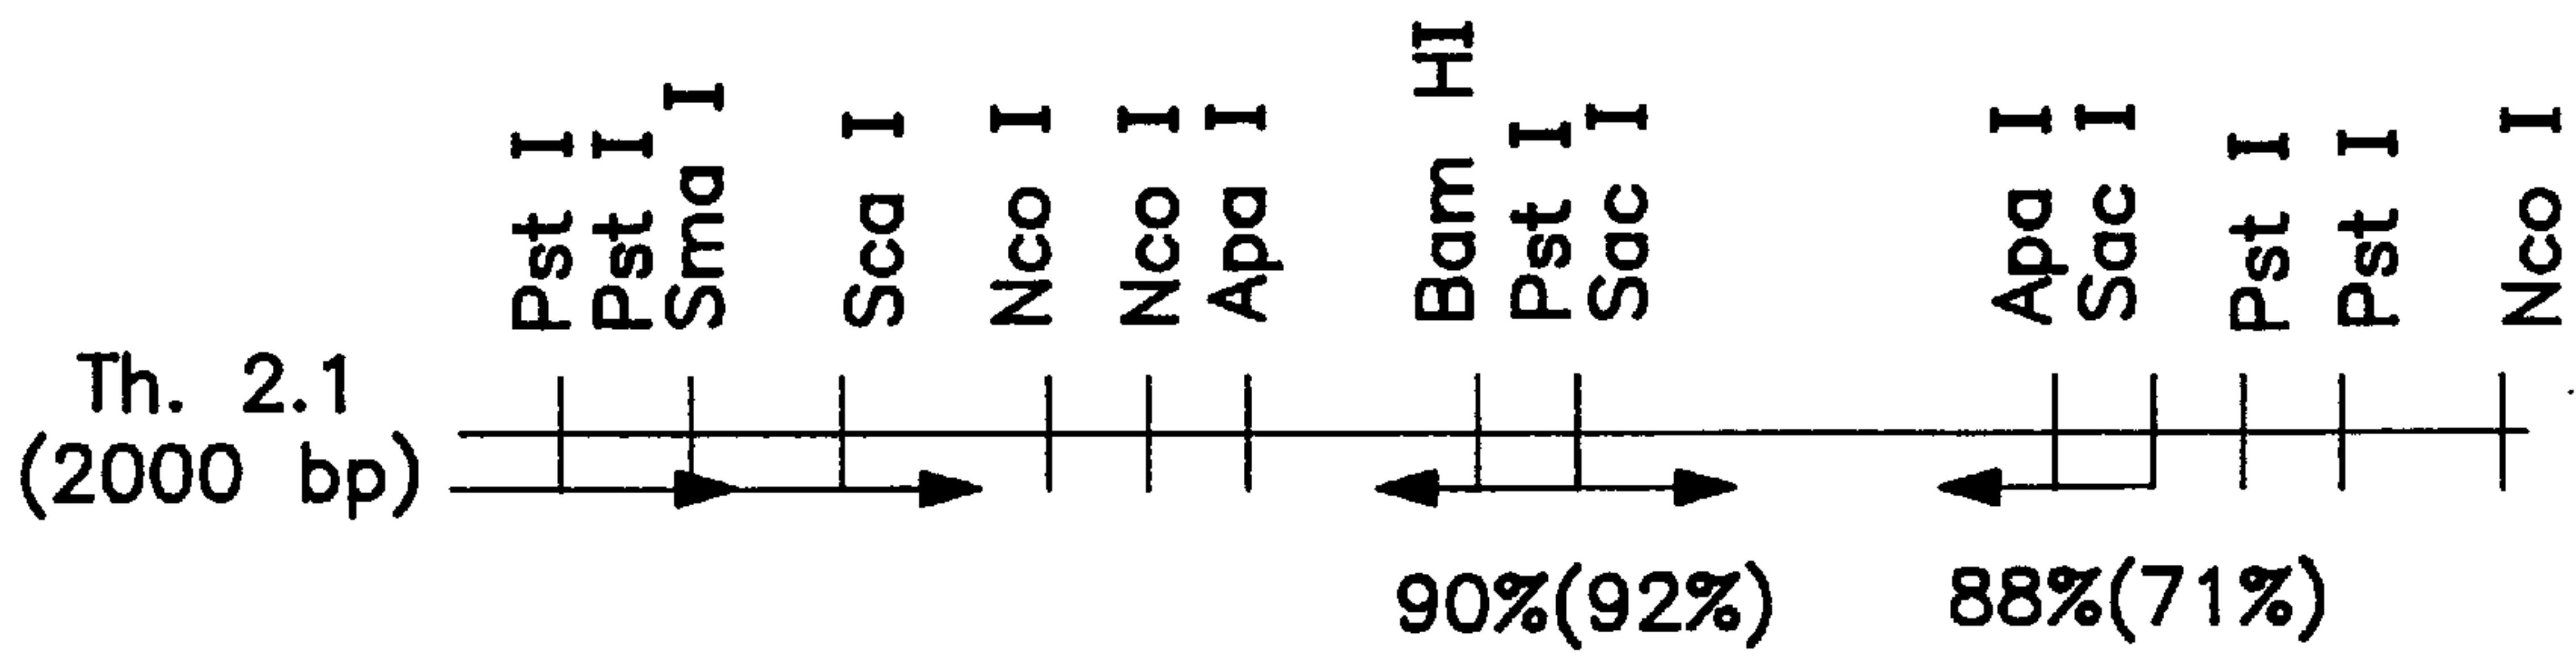 Pst I
Pst I
Sma I
Sca I
Nco I
Nco I
Apa I
Bam HI
Pst I
Sac I
Apa I
Sac I
Pst I
Pst I
Nco I
Th. 2.1
(2000 bp)
90%(92%)
88%(71%)